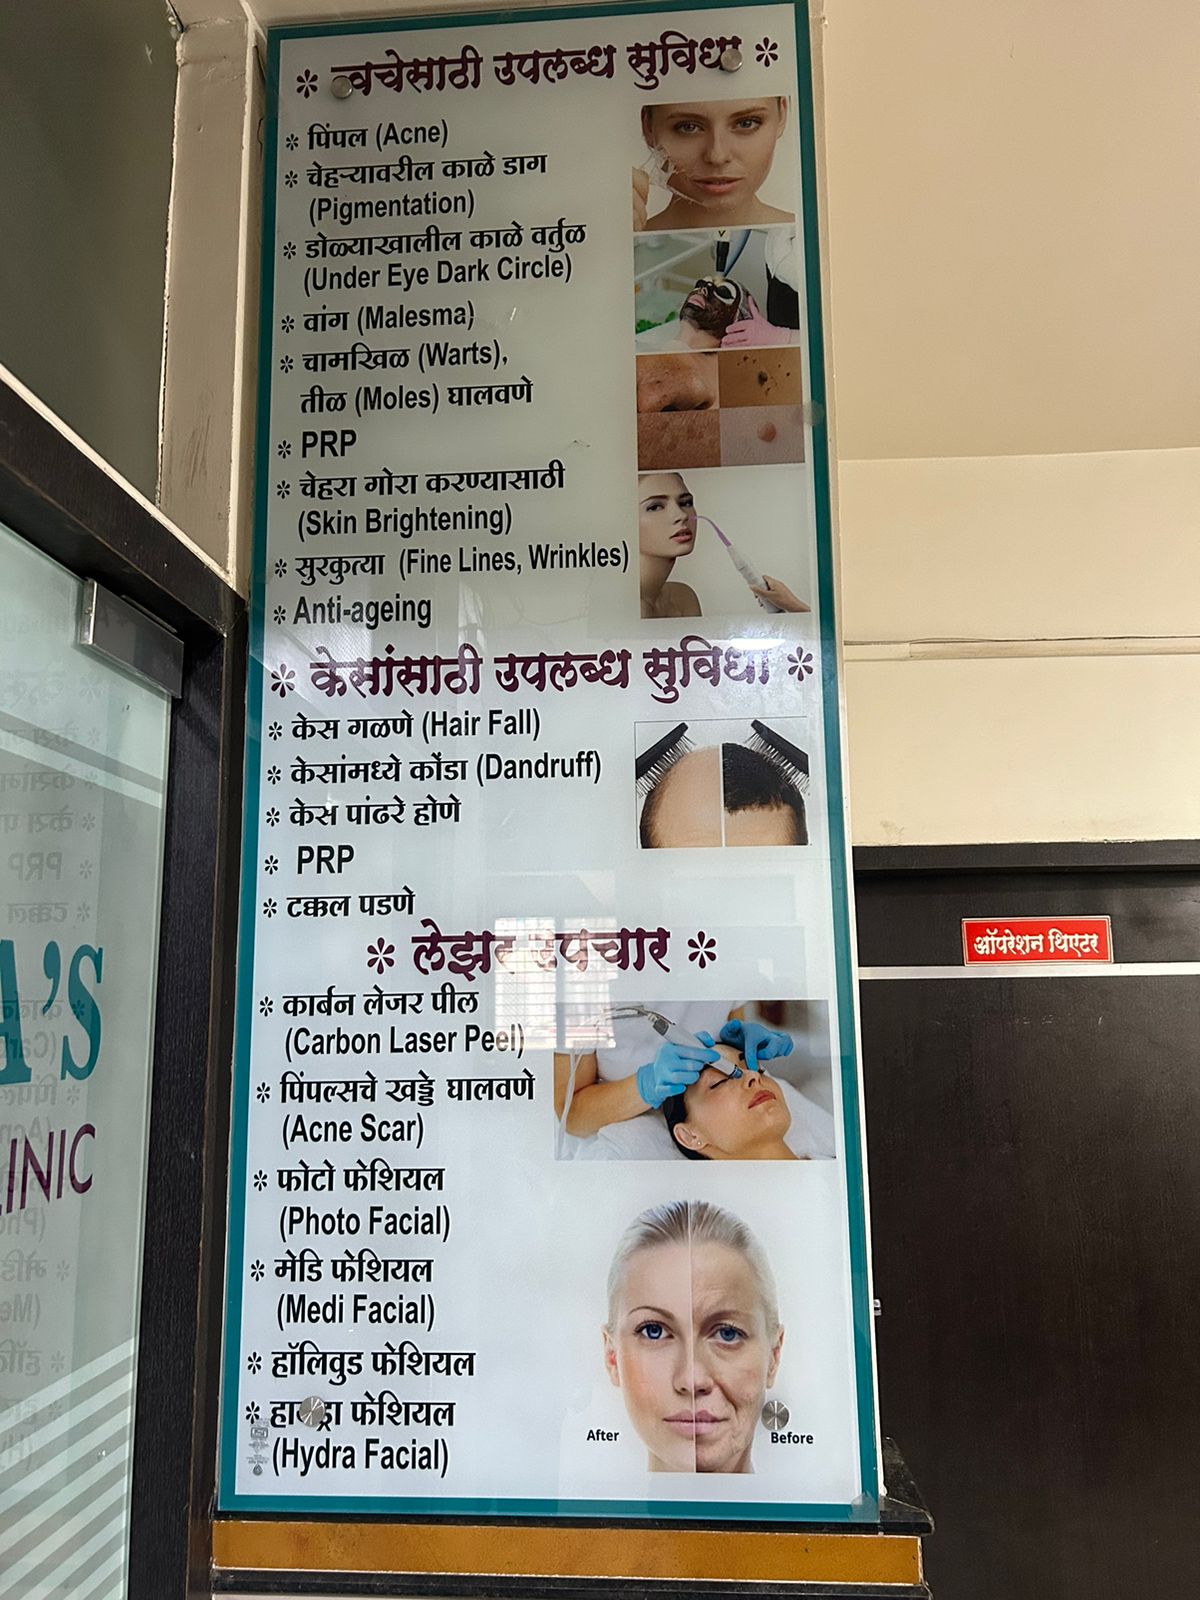 * त्वचेसाठी उपलब्ध सुविधा *
* पिंपल (Acne)
* चेहऱ्यावरील काळे डाग
(Pigmentation)
* डोळ्याखालील काळे वर्तुळ
(Under Eye Dark Circle)
* वांग (Malesma)
* चामखिळ (Warts),
तीळ (Moles) घालवणे
* PRP
* चेहरा गोरा करण्यासाठी
(Skin Brightening)
* सुरकुत्या (Fine Lines, Wrinkles)
* Anti-ageing
* केसांसाठी उपलब्ध सुविधा *
* केस गळणे (Hair Fall)
* केसांमध्ये कोंडा (Dandruff)
* केस पांढरे होणे
* PRP
* टक्कल पडणे
* लेझर उपचार *
* कार्बन लेजर पील
(Carbon Laser Peel)
* पिंपल्सचे खड्डे घालवणे
(Acne Scar)
* फोटो फेशियल
(Photo Facial)
* मेडि फेशियल
(Medi Facial)
* हॉलिवुड फेशियल
* हायड्रा फेशियल
(Hydra Facial)
After
Before
ऑपरेशन थिएटर
A'S
LINIC